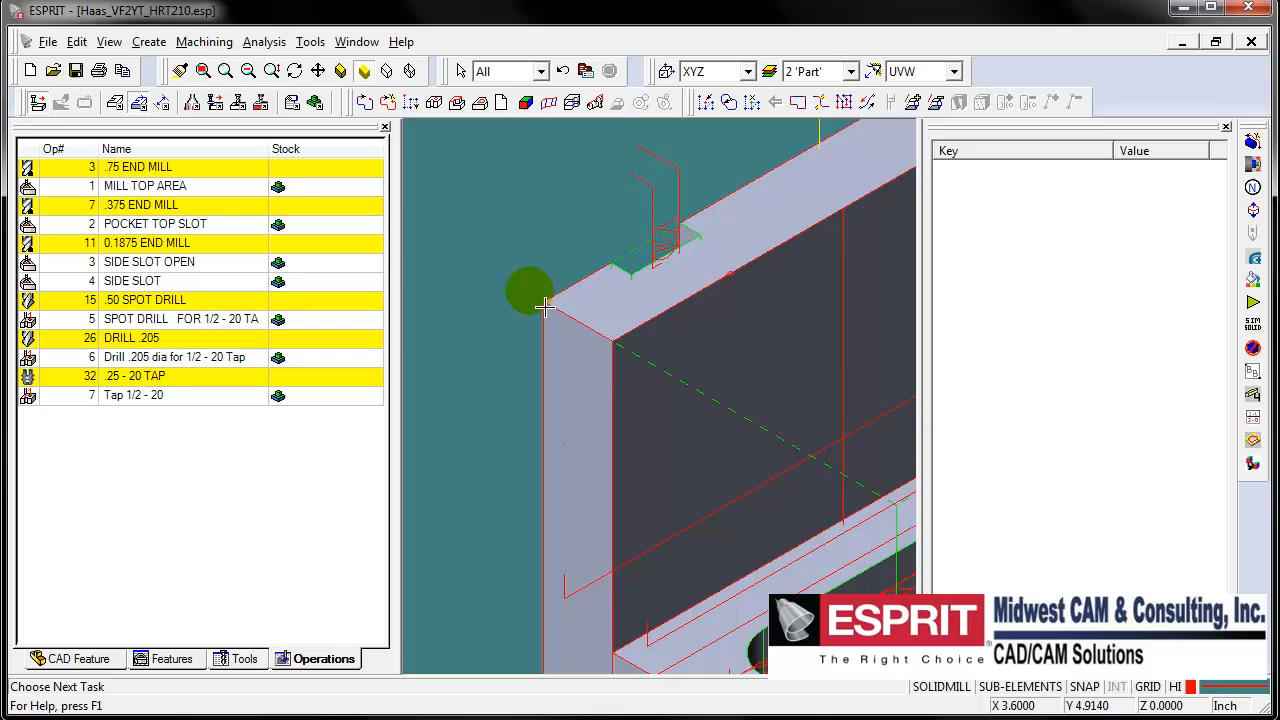 ESPRIT - [Haas_VF2YT_HRT210.esp]
File Edit View Create Machining Analysis Tools Window Help
All XYZ 2 'Part' UVW
Op# Name Stock
3 .75 END MILL
1 MILL TOP AREA
7 .375 END MILL
2 POCKET TOP SLOT
11 0.1875 END MILL
3 SIDE SLOT OPEN
4 SIDE SLOT
15 .50 SPOT DRILL
5 SPOT DRILL FOR 1/2 - 20 TA
26 DRILL .205
6 Drill .205 dia for 1/2 - 20 Tap
32 .25 - 20 TAP
7 Tap 1/2 - 20
Key Value
N
SIM
SOLID
ESPRIT®
The Right Choice
Midwest CAM & Consulting, Inc.
CAD/CAM Solutions
CAD Feature Features Tools Operations
Choose Next Task
SOLIDMILL SUB-ELEMENTS SNAP INT GRID HI
For Help, press F1
X 3.6000 Y 4.9140 Z 0.0000 Inch